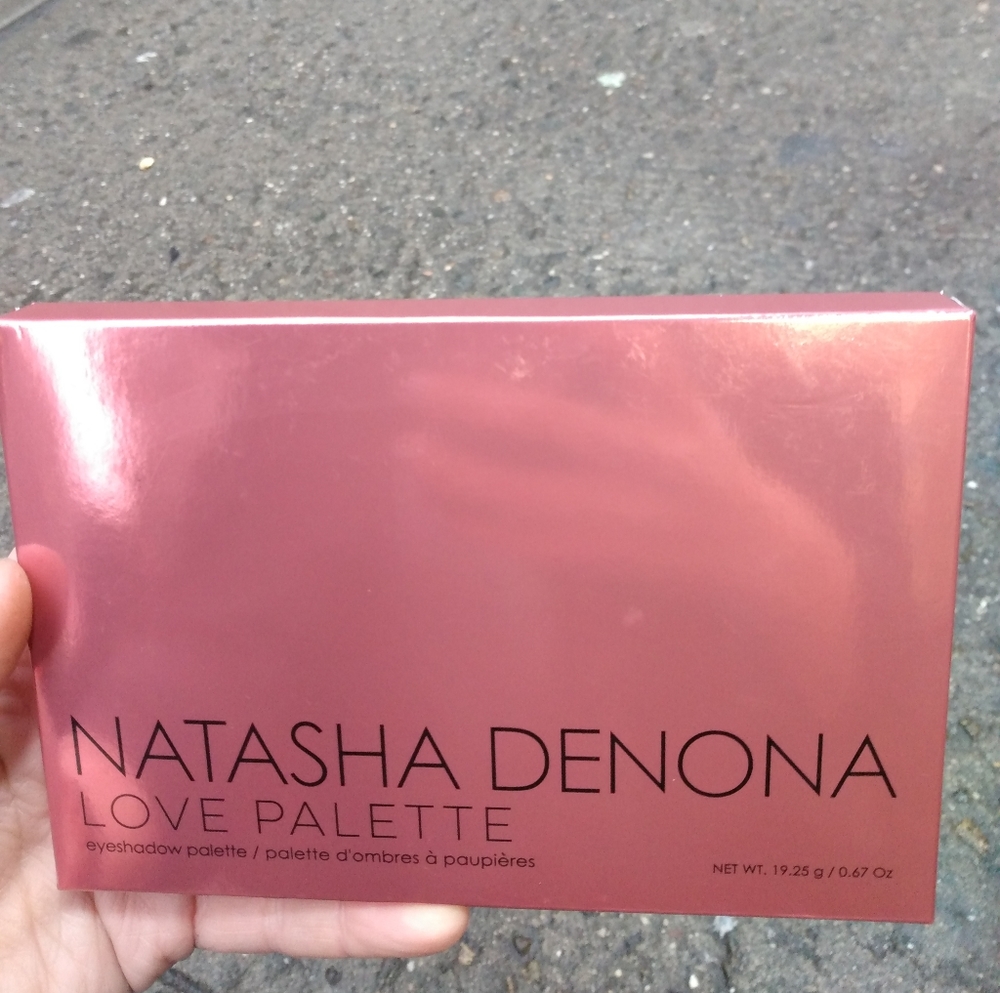 NATASHA DENONA
LOVE PALETTE
eyeshadow palette / palette d'ombres à paupières
NET WT. 19.25 g / 0.67 Oz